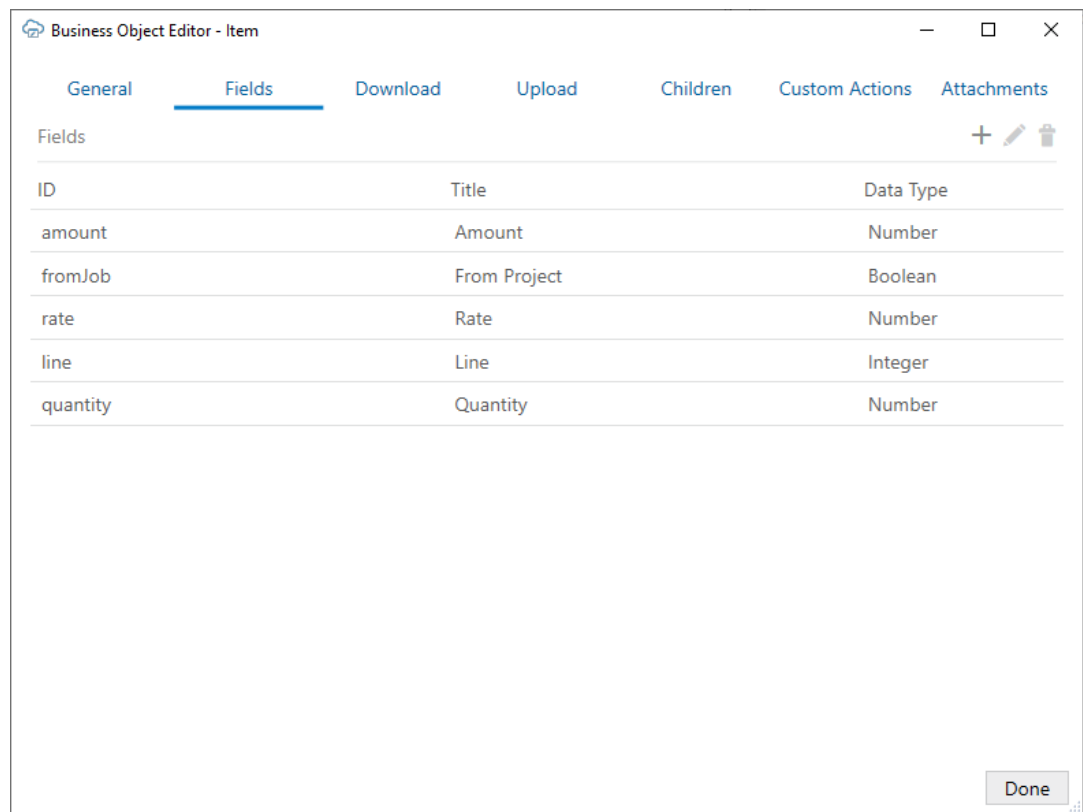 Business Object Editor - Item
General Fields Download Upload Children Custom Actions Attachments
Fields
ID Title Data Type
amount Amount Number
fromJob From Project Boolean
rate Rate Number
line Line Integer
quantity Quantity Number
Done